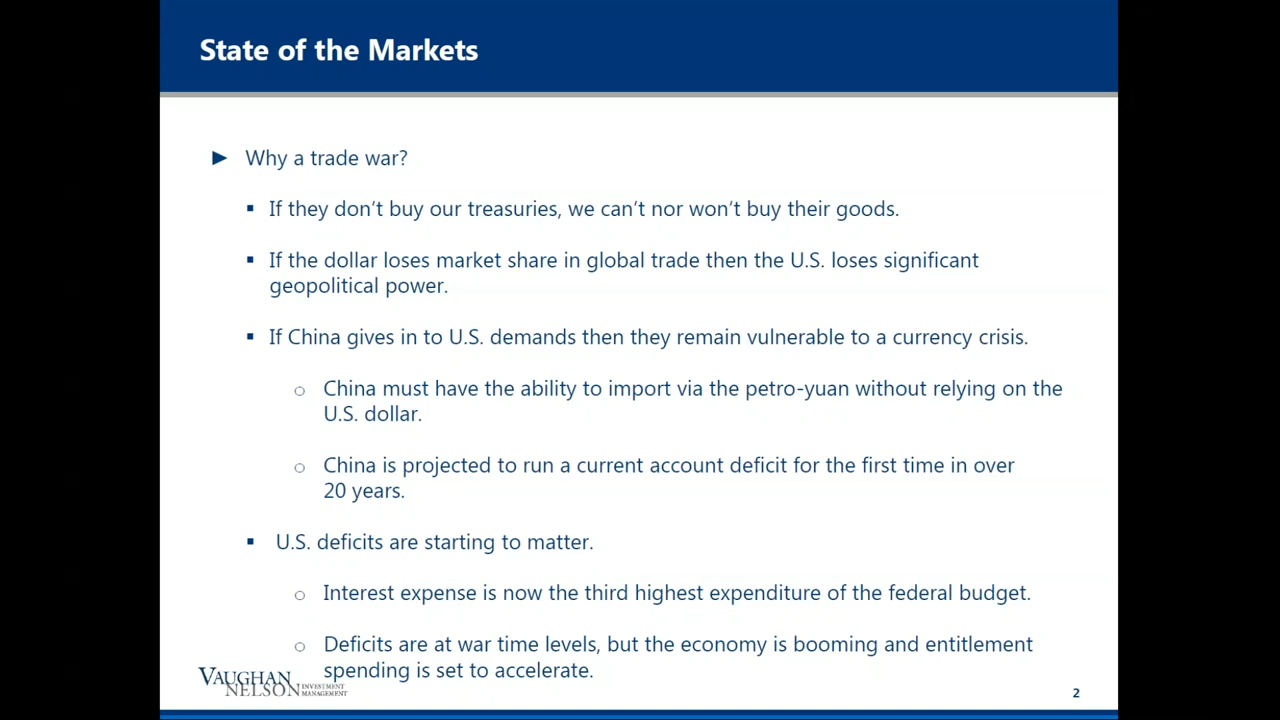 State of the Markets
► Why a trade war?
▪ If they don’t buy our treasuries, we can’t nor won’t buy their goods.
▪ If the dollar loses market share in global trade then the U.S. loses significant
geopolitical power.
▪ If China gives in to U.S. demands then they remain vulnerable to a currency crisis.
○ China must have the ability to import via the petro-yuan without relying on the
U.S. dollar.
○ China is projected to run a current account deficit for the first time in over
20 years.
▪ U.S. deficits are starting to matter.
○ Interest expense is now the third highest expenditure of the federal budget.
○ Deficits are at war time levels, but the economy is booming and entitlement
spending is set to accelerate.
VAUGHAN
NELSON INVESTMENT
MANAGEMENT
2